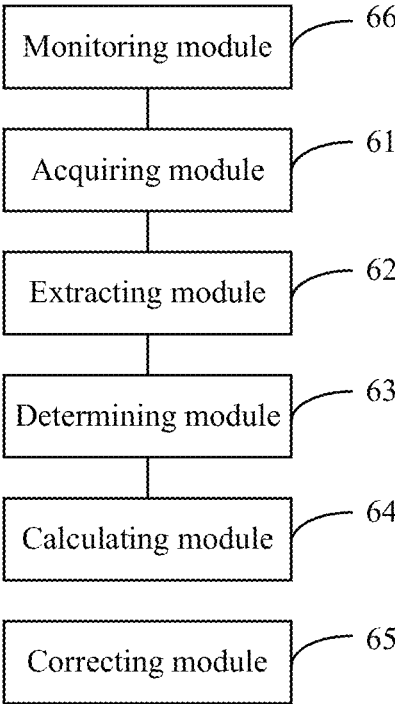 Monitoring module 66
Acquiring module 61
Extracting module 62
Determining module 63
Calculating module 64
Correcting module 65